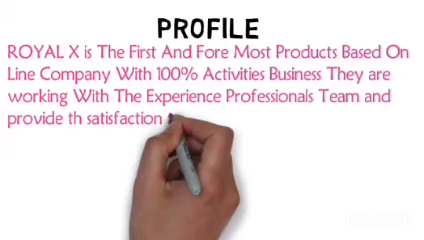 PROFILE
ROYAL X is The First And Fore Most Products Based On
Line Company With 100% Activities Business They are
working With The Experience Professionals Team and
provide th satisfaction